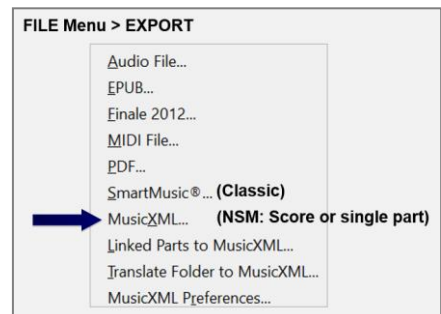 FILE Menu > EXPORT
Audio File...
EPUB...
Finale 2012...
MIDI File...
PDF...
SmartMusic®... (Classic)
MusicXML... (NSM: Score or single part)
Linked Parts to MusicXML...
Translate Folder to MusicXML...
MusicXML Preferences...